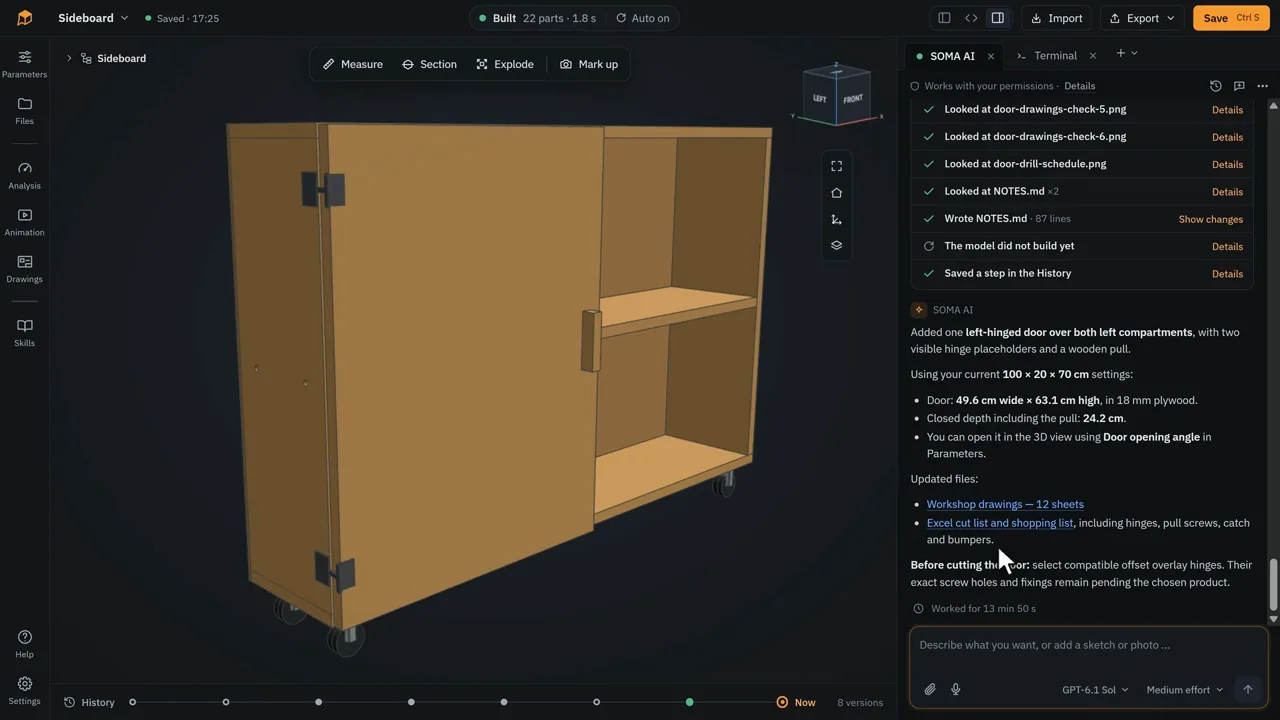 Sideboard
Saved · 17:25
Built 22 parts · 1.8 s
Auto on
Import
Export
Save Ctrl S
Parameters
Files
Analysis
Animation
Drawings
Skills
Help
Settings
Sideboard
Measure
Section
Explode
Mark up
Z
LEFT
FRONT
Y
X
SOMA AI
Terminal
Works with your permissions · Details
Looked at door-drawings-check-5.png Details
Looked at door-drawings-check-6.png Details
Looked at door-drill-schedule.png Details
Looked at NOTES.md ×2 Details
Wrote NOTES.md · 87 lines Show changes
The model did not build yet Details
Saved a step in the History Details
SOMA AI
Added one left-hinged door over both left compartments, with two
visible hinge placeholders and a wooden pull.
Using your current 100 × 20 × 70 cm settings:
• Door: 49.6 cm wide × 63.1 cm high, in 18 mm plywood.
• Closed depth including the pull: 24.2 cm.
• You can open it in the 3D view using Door opening angle in
Parameters.
Updated files:
• Workshop drawings — 12 sheets
• Excel cut list and shopping list, including hinges, pull screws, catch
and bumpers.
Before cutting the door: select compatible offset overlay hinges. Their
exact screw holes and fixings remain pending the chosen product.
Worked for 13 min 50 s
Describe what you want, or add a sketch or photo ...
GPT-6.1 Sol
Medium effort
History
Now
8 versions